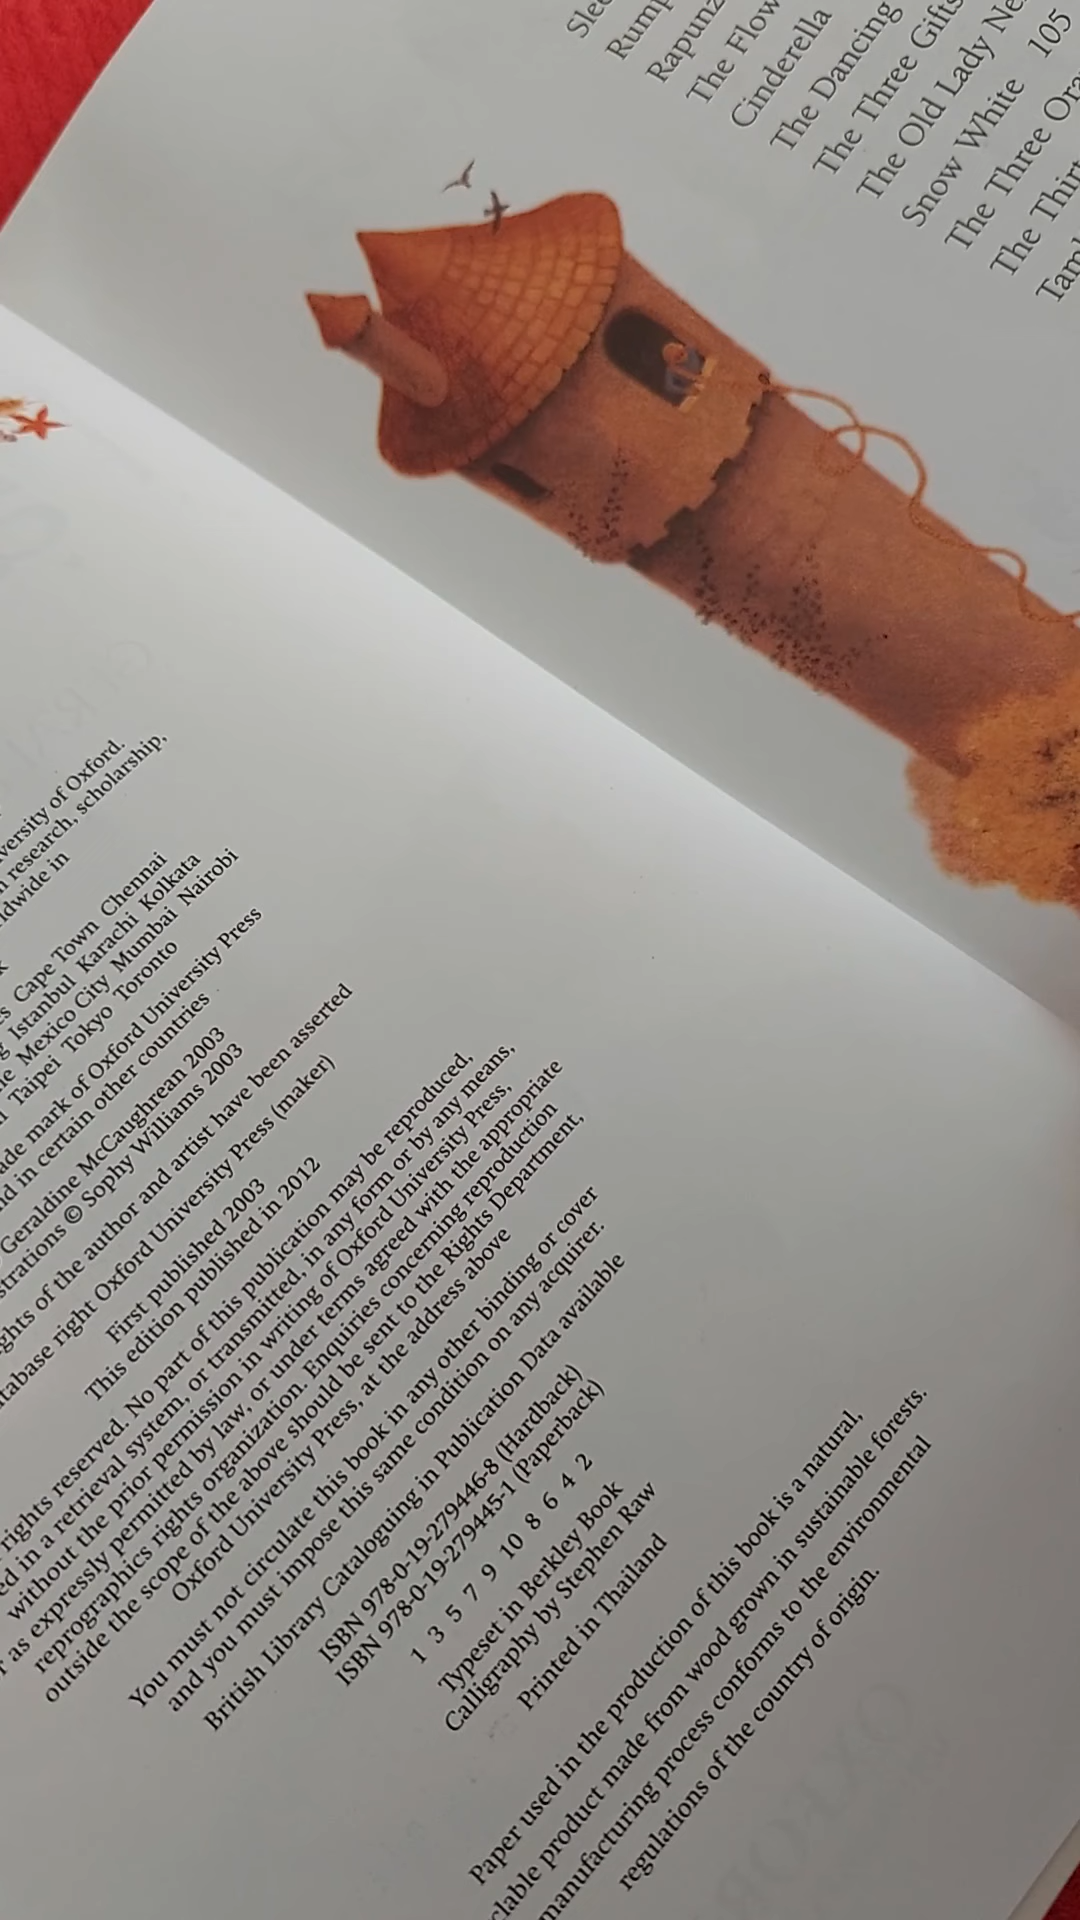 versity of Oxford.
research, scholarship,
ldwide in
Cape Town Chennai
Istanbul Karachi Kolkata
Mexico City Mumbai Nairobi
Taipei Tokyo Toronto
ade mark of Oxford University Press
nd in certain other countries
Geraldine McCaughrean 2003
strations © Sophy Williams 2003
ghts of the author and artist have been asserted
tabase right Oxford University Press (maker)
First published 2003
This edition published in 2012
rights reserved. No part of this publication may be reproduced,
ed in a retrieval system, or transmitted, in any form or by any means,
without the prior permission in writing of Oxford University Press,
r as expressly permitted by law, or under terms agreed with the appropriate
reprographics rights organization. Enquiries concerning reproduction
outside the scope of the above should be sent to the Rights Department,
Oxford University Press, at the address above
You must not circulate this book in any other binding or cover
and you must impose this same condition on any acquirer.
British Library Cataloguing in Publication Data available
ISBN 978-0-19-279446-8 (Hardback)
ISBN 978-0-19-279445-1 (Paperback)
1 3 5 7 9 10 8 6 4 2
Typeset in Berkley Book
Calligraphy by Stephen Raw
Printed in Thailand
Paper used in the production of this book is a natural,
clable product made from wood grown in sustainable forests.
manufacturing process conforms to the environmental
regulations of the country of origin.
Slee
Rump
Rapunz
The Flow
Cinderella
The Dancing
The Three Gifts
The Old Lady Ne
Snow White 105
The Three Ora
The Thirt
Taml